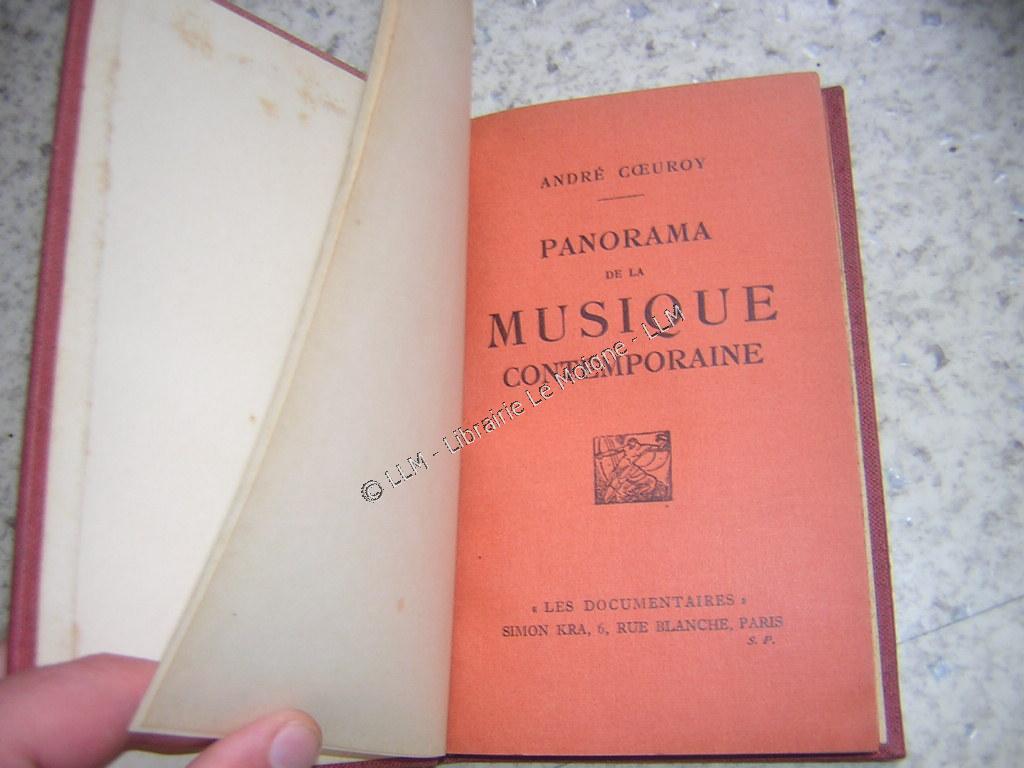 ANDRÉ CŒUROY
PANORAMA
DE LA
MUSIQUE
CONTEMPORAINE
« LES DOCUMENTAIRES »
SIMON KRA, 6, RUE BLANCHE, PARIS
S. P.
© LLM - Librairie Le Moigne - LLM